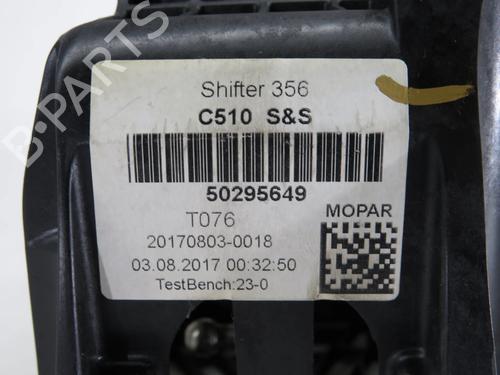 Shifter 356
C510 S&S
50295649
T076
MOPAR
20170803-0018
03.08.2017 00:32:50
TestBench:23-0
B-PARTS